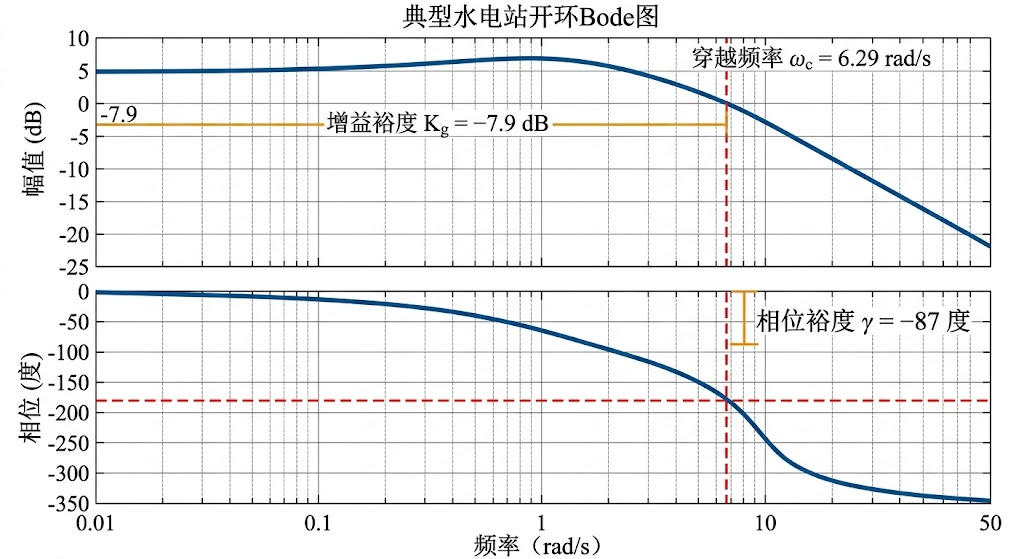 典型水电站开环Bode图
10
5
0
-5
-10
-15
-20
-25
幅值 (dB)
穿越频率 ω_c = 6.29 rad/s
-7.9
增益裕度 K_g = −7.9 dB
0
-50
-100
-150
-200
-250
-300
-350
相位 (度)
相位裕度 γ = −87 度
0.01 0.1 1 10 50
频率（rad/s）